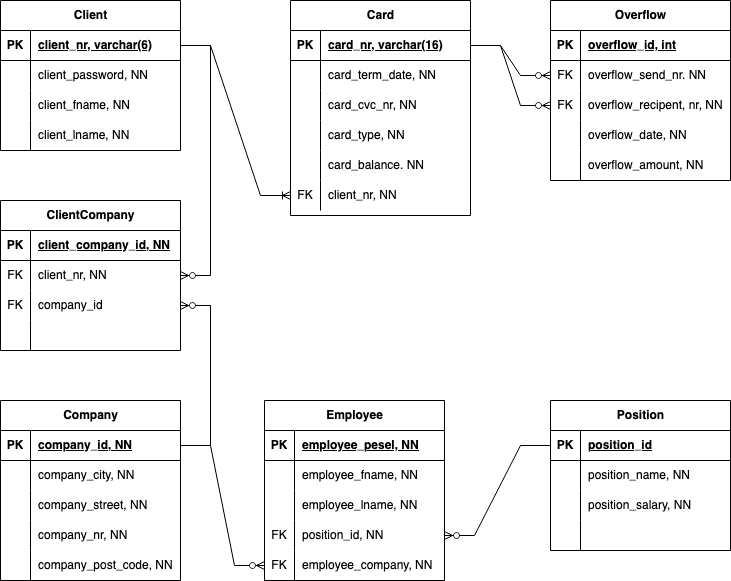 Client
PK client_nr, varchar(6)
client_password, NN
client_fname, NN
client_lname, NN
Card
PK card_nr, varchar(16)
card_term_date, NN
card_cvc_nr, NN
card_type, NN
card_balance. NN
FK client_nr, NN
Overflow
PK overflow_id, int
FK overflow_send_nr. NN
FK overflow_recipent, nr, NN
overflow_date, NN
overflow_amount, NN
ClientCompany
PK client_company_id, NN
FK client_nr, NN
FK company_id
Company
PK company_id, NN
company_city, NN
company_street, NN
company_nr, NN
company_post_code, NN
Employee
PK employee_pesel, NN
employee_fname, NN
employee_lname, NN
FK position_id, NN
FK employee_company, NN
Position
PK position_id
position_name, NN
position_salary, NN